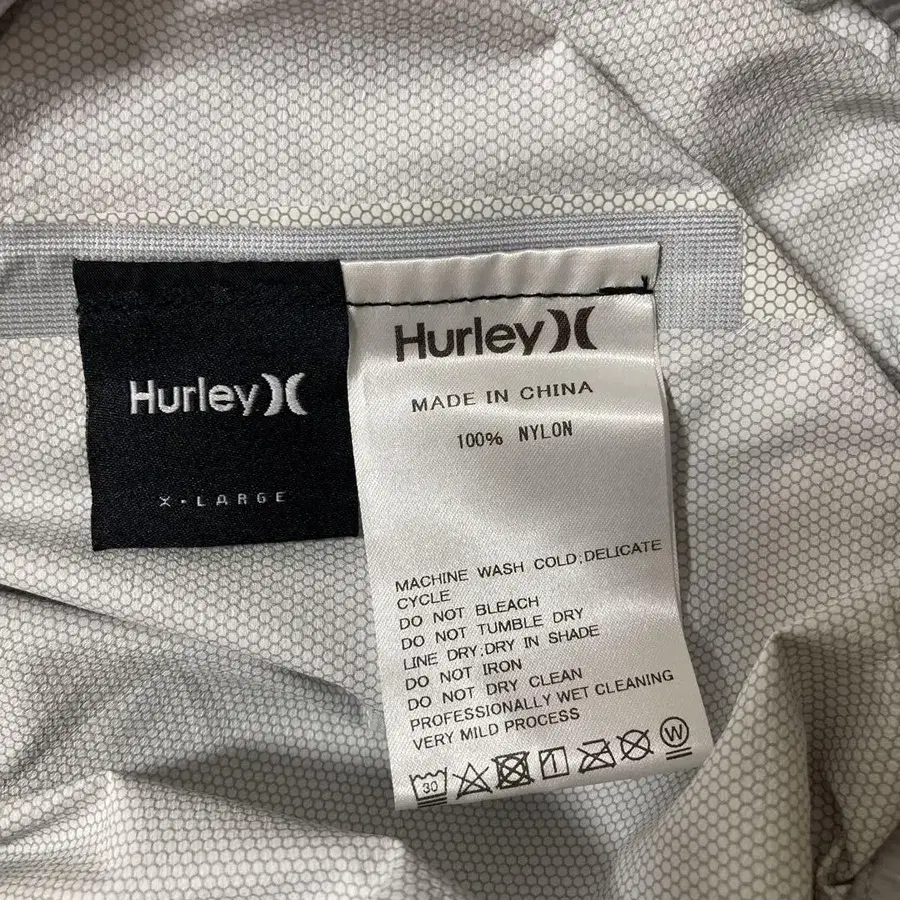 Hurley
X-LARGE
Hurley
MADE IN CHINA
100% NYLON
MACHINE WASH COLD;DELICATE
CYCLE
DO NOT BLEACH
DO NOT TUMBLE DRY
LINE DRY;DRY IN SHADE
DO NOT IRON
DO NOT DRY CLEAN
PROFESSIONALLY WET CLEANING
VERY MILD PROCESS
30 W